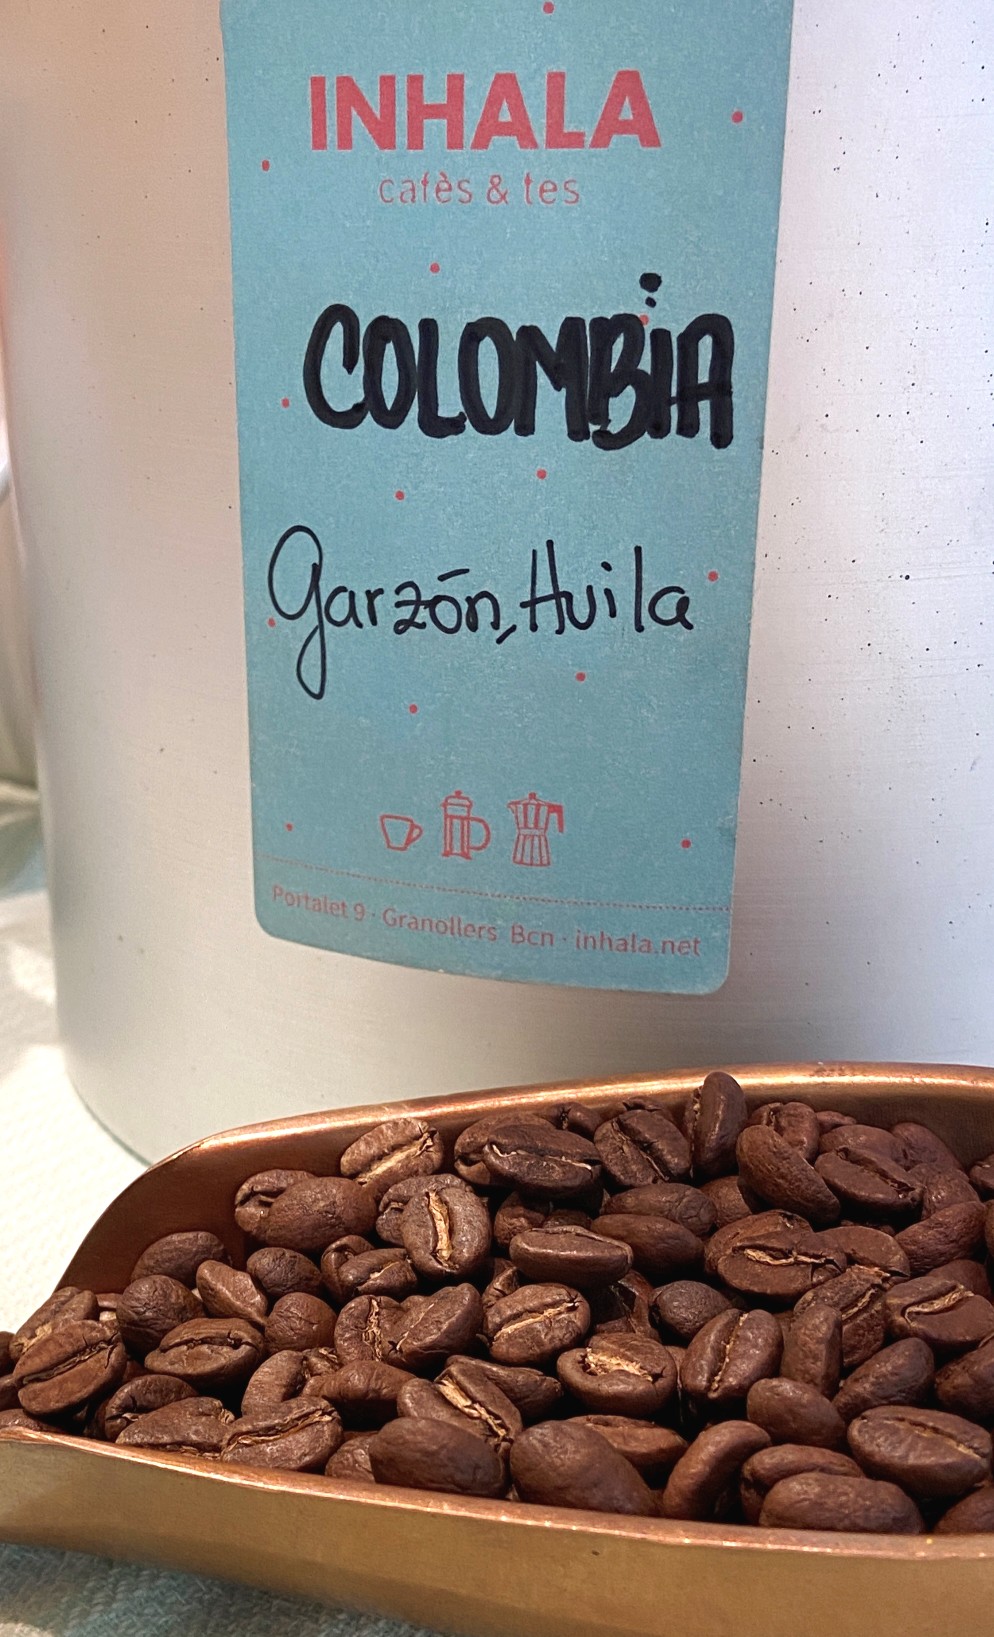 INHALA
cafès & tes
COLOMBIA
Garzón, Huila
Portalet 9 · Granollers Bcn · inhala.net